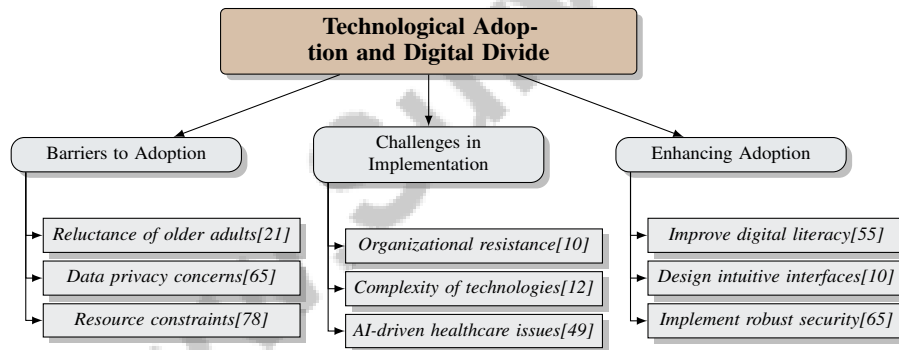 Technological Adop-
tion and Digital Divide
Barriers to Adoption
Reluctance of older adults[21]
Data privacy concerns[65]
Resource constraints[78]
Challenges in
Implementation
Organizational resistance[10]
Complexity of technologies[12]
AI-driven healthcare issues[49]
Enhancing Adoption
Improve digital literacy[55]
Design intuitive interfaces[10]
Implement robust security[65]